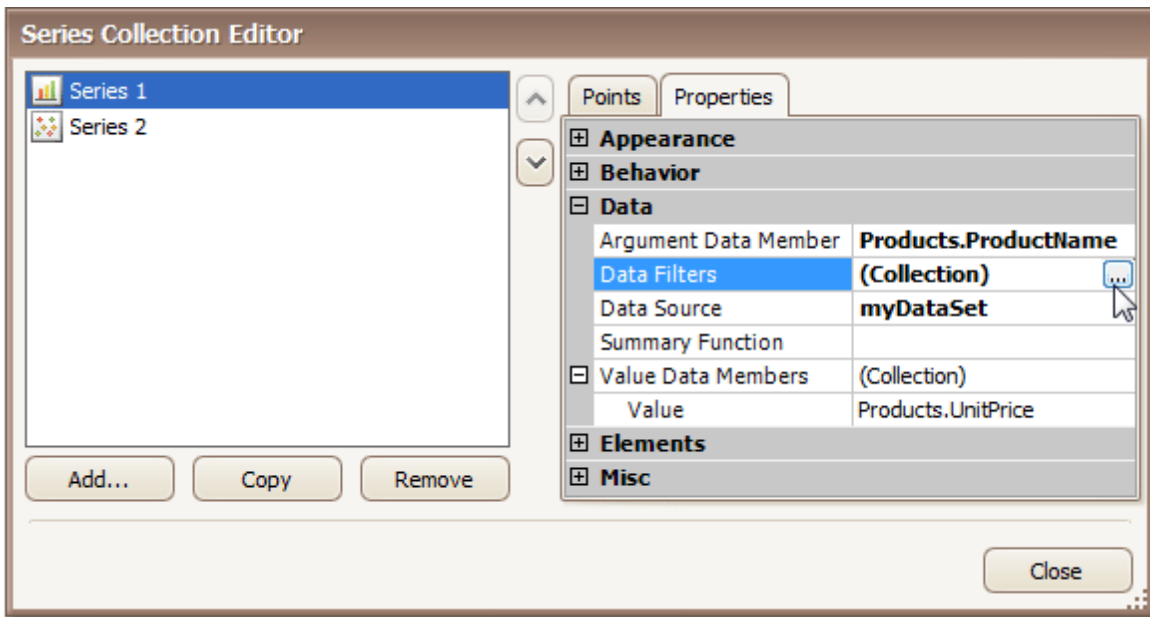 Series Collection Editor
Series 1
Series 2
Points Properties
Appearance
Behavior
Data
Argument Data Member Products.ProductName
Data Filters (Collection) ...
Data Source myDataSet
Summary Function
Value Data Members (Collection)
Value Products.UnitPrice
Elements
Misc
Add... Copy Remove
Close